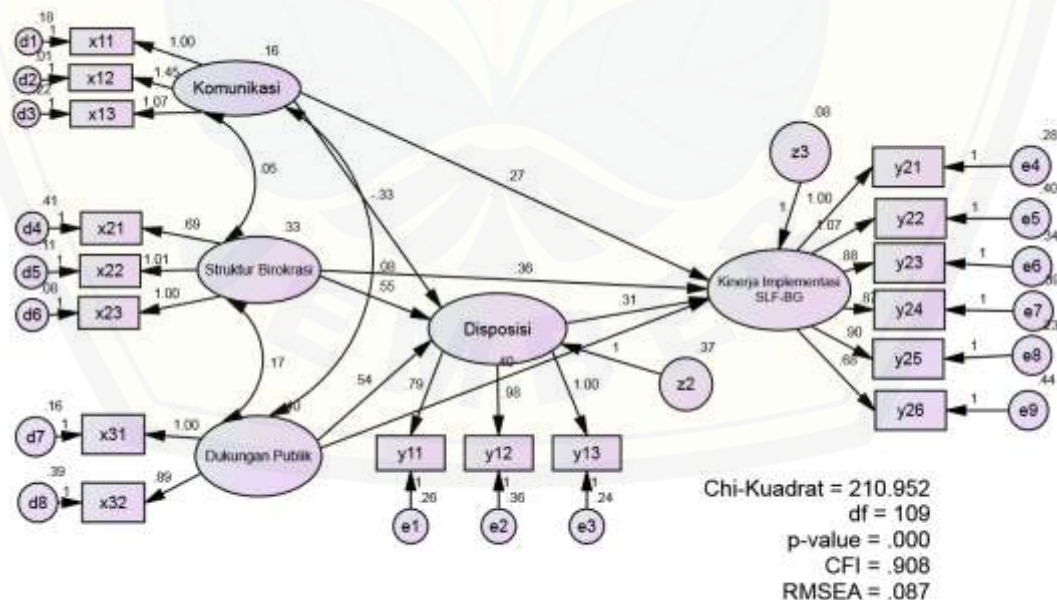 .18
d1
1
x11
1.00
.16
.01
d2
1
x12
1.45
Komunikasi
.22
d3
1
x13
1.07
.08
z3
1
.05
-.33
.27
y21
1
e4
.28
1.00
y22
1
e5
.40
1.07
y23
1
e6
.34
.88
.41
d4
1
x21
.69
.33
.11
d5
1
x22
1.01
Struktur Birokrasi
.08
d6
1
x23
1.00
.08
.55
.36
Kinerja Implementasi
SLF-BG
.31
Disposisi
y24
1
e7
y25
1
e8
.23
.90
.68
y26
1
e9
.44
.17
.54
.40
1
.37
z2
.79
.98
1.00
.16
d7
1
x31
1.00
Dukungan Publik
.39
d8
1
x32
.89
y11
y12
y13
1
.26
1
.36
1
.24
e1
e2
e3
Chi-Kuadrat = 210.952
df = 109
p-value = .000
CFI = .908
RMSEA = .087